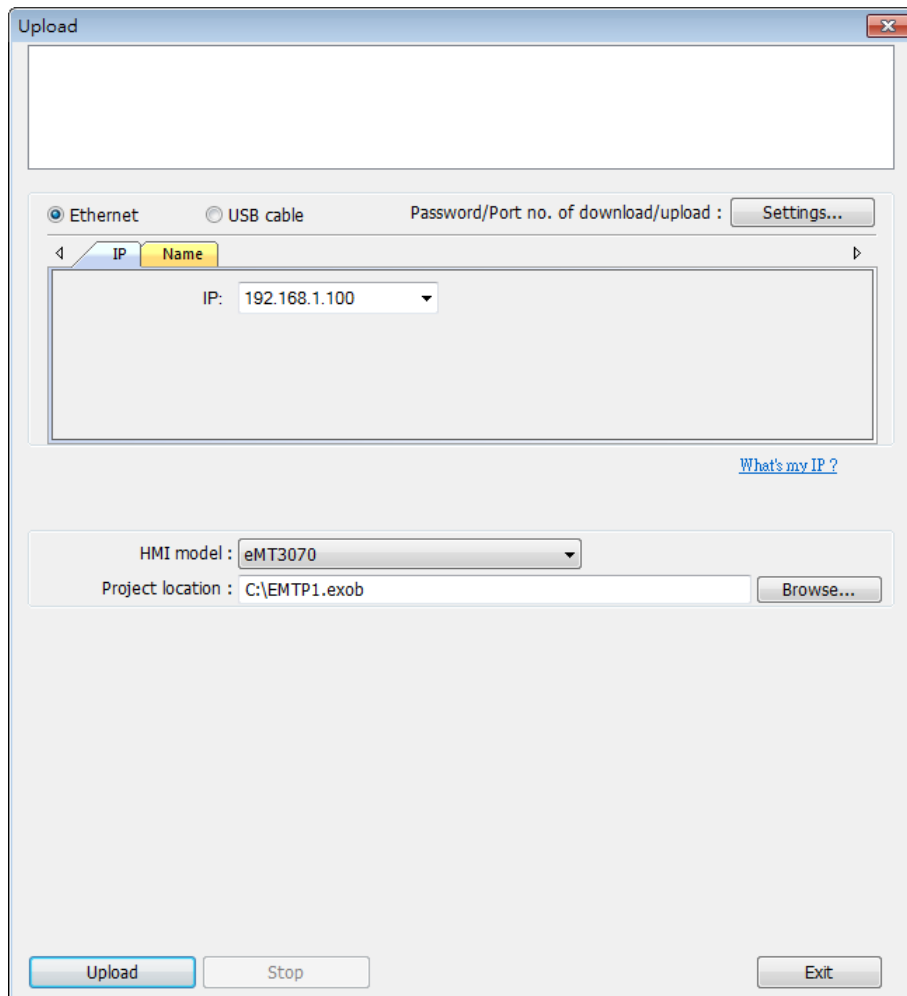 Upload
Ethernet USB cable Password/Port no. of download/upload : Settings...
IP Name
IP: 192.168.1.100
What's my IP ?
HMI model : eMT3070
Project location : C:\EMTP1.exob Browse...
Upload Stop Exit